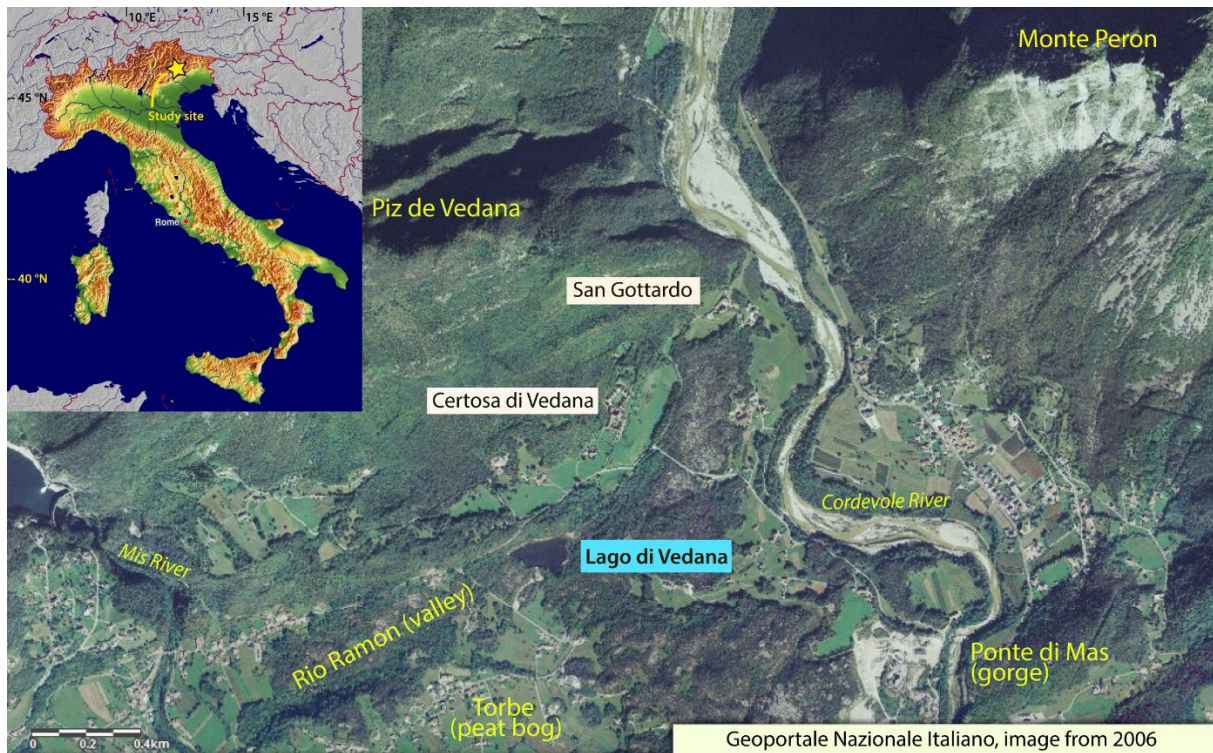 10 °E
15 °E
45 °N
Study site
Rome
40 °N
Monte Peron
Piz de Vedana
San Gottardo
Certosa di Vedana
Cordevole River
Mis River
Lago di Vedana
Rio Ramon (valley)
Ponte di Mas
(gorge)
Torbe
(peat bog)
0
0.2
0.4km
Geoportale Nazionale Italiano, image from 2006